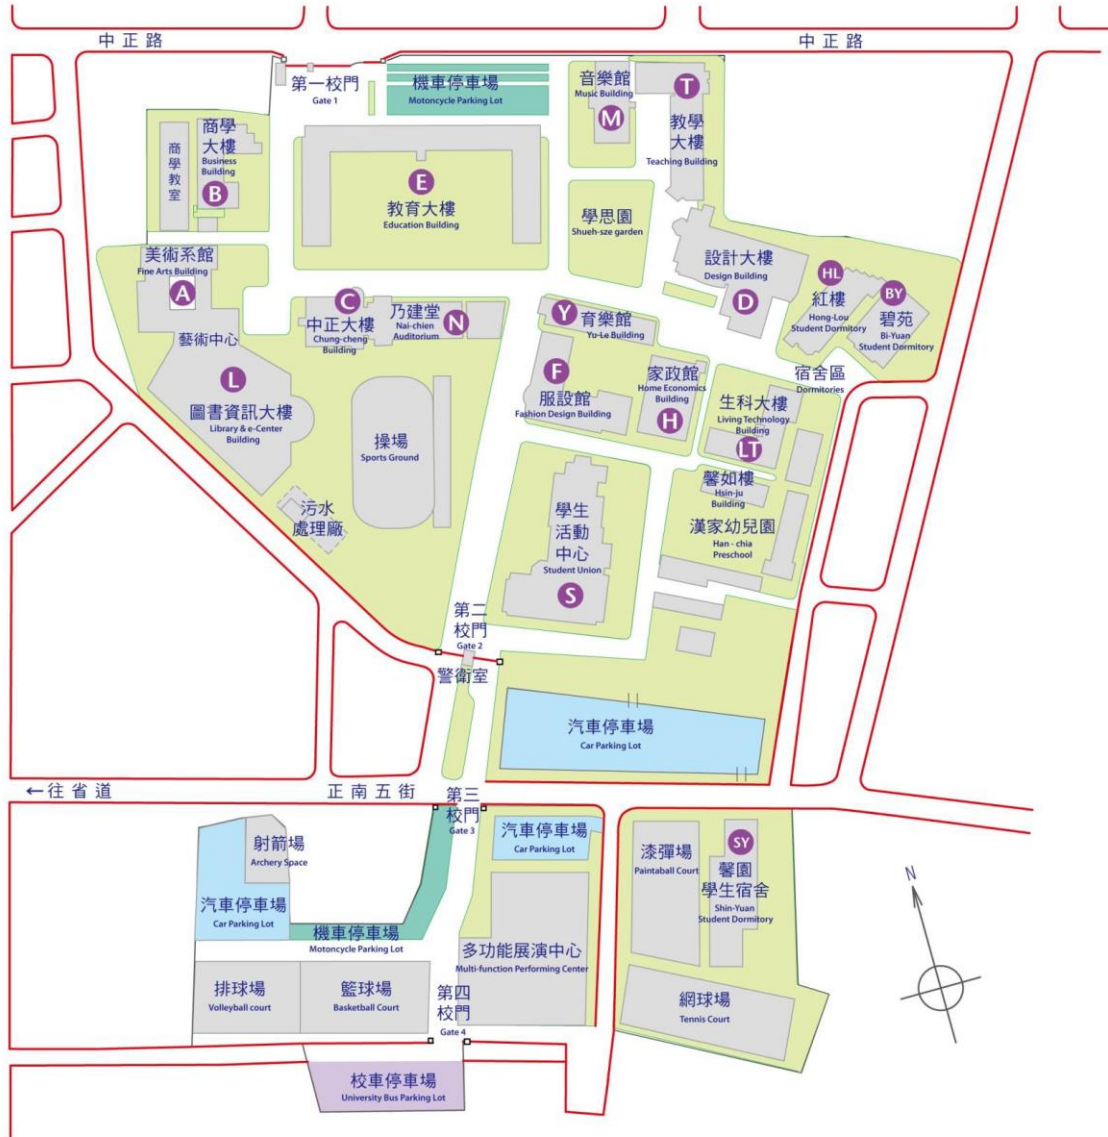 中正路
中正路
第一校門
Gate 1
機車停車場
Motoncycle Parking Lot
音樂館
Music Building
M
T
教學
大樓
Teaching Building
商學
大樓
Business
Building
B
商學教室
E
教育大樓
Education Building
學思園
Shueh-sze garden
美術系館
Fine Arts Building
A
設計大樓
Design Building
D
HL
紅樓
Hong-Lou
Student Dormitory
BY
碧苑
Bi-Yuan
Student Dormitory
C
中正大樓
Chung-cheng
Building
乃建堂
Nai-chien
Auditorium
N
Y
育樂館
Yu-Le Building
藝術中心
L
圖書資訊大樓
Library & e-Center
Building
F
服設館
Fashion Design Building
家政館
Home Economics
Building
H
宿舍區
Dormitories
生科大樓
Living Technology
Building
LT
操場
Sports Ground
馨如樓
Hsin-ju
Building
污水
處理廠
學生
活動
中心
Student Union
S
漢家幼兒園
Han - chia
Preschool
第二
校門
Gate 2
警衛室
汽車停車場
Car Parking Lot
←往省道
正南五街
第三
校門
Gate 3
汽車停車場
Car Parking Lot
射箭場
Archery Space
漆彈場
Paintaball Court
SY
馨園
學生宿舍
Shin-Yuan
Student Dormitory
汽車停車場
Car Parking Lot
機車停車場
Motoncycle Parking Lot
多功能展演中心
Multi-function Performing Center
N
排球場
Volleyball court
籃球場
Basketball Court
第四
校門
Gate 4
網球場
Tennis Court
校車停車場
University Bus Parking Lot